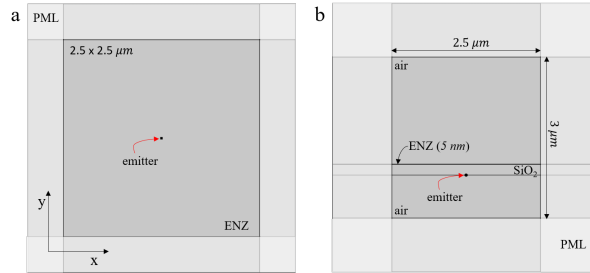 a
PML
2.5 x 2.5 μm
emitter
y
x
ENZ
b
2.5 μm
air
3 μm
ENZ (5 nm)
SiO₂
emitter
air
PML